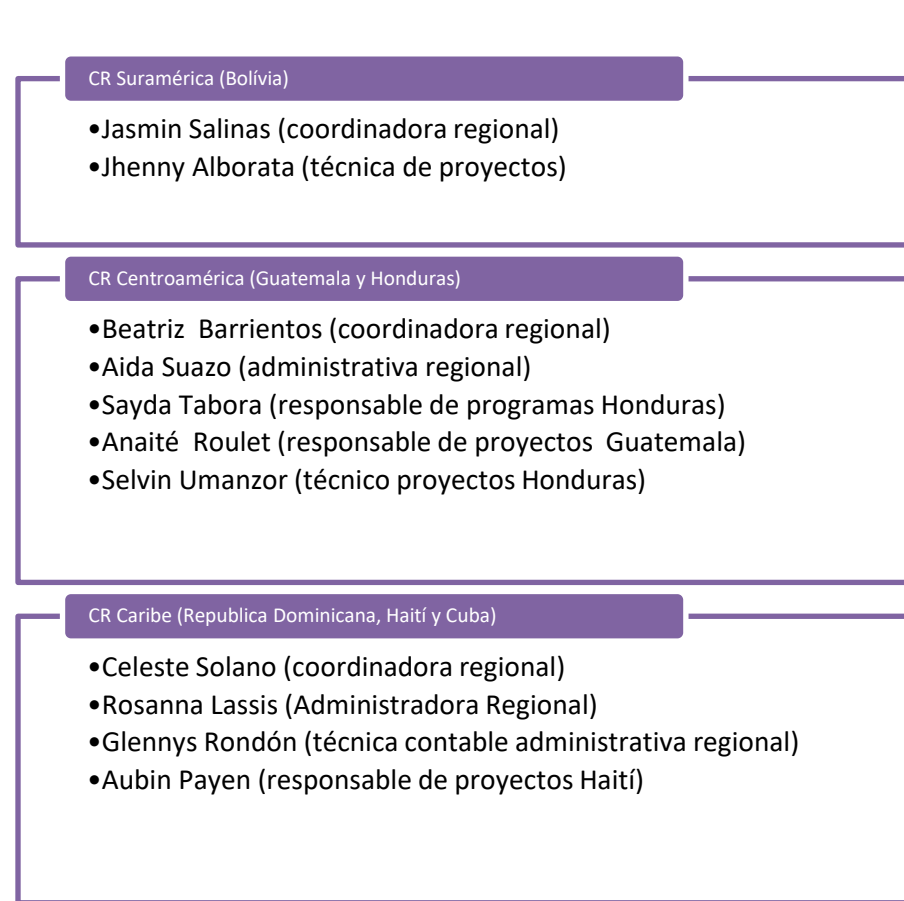 CR Suramérica (Bolívia)
•Jasmin Salinas (coordinadora regional)
•Jhenny Alborata (técnica de proyectos)
CR Centroamérica (Guatemala y Honduras)
•Beatriz  Barrientos (coordinadora regional)
•Aida Suazo (administrativa regional)
•Sayda Tabora (responsable de programas Honduras)
•Anaité  Roulet (responsable de proyectos  Guatemala)
•Selvin Umanzor (técnico proyectos Honduras)
CR Caribe (Republica Dominicana, Haití y Cuba)
•Celeste Solano (coordinadora regional)
•Rosanna Lassis (Administradora Regional)
•Glennys Rondón (técnica contable administrativa regional)
•Aubin Payen (responsable de proyectos Haití)